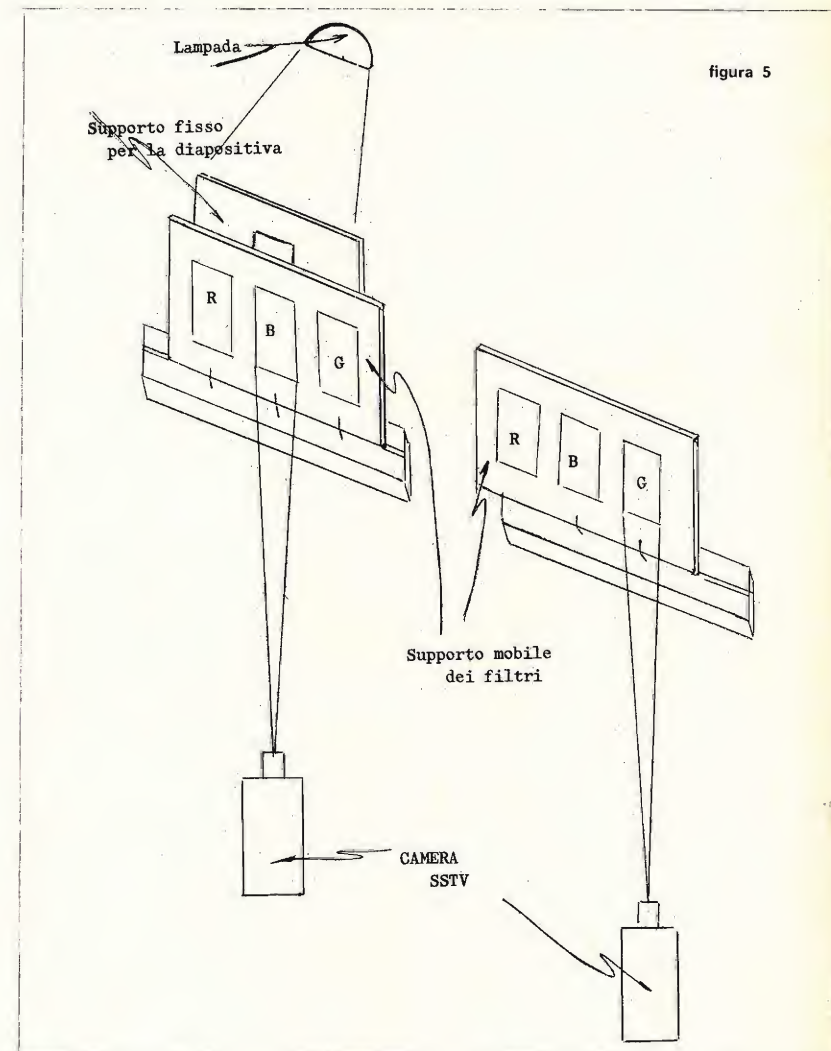 Lampada
figura 5
Supporto fisso
per la diapositiva
R
B
G
R
B
G
Supporto mobile
dei filtri
CAMERA
SSTV